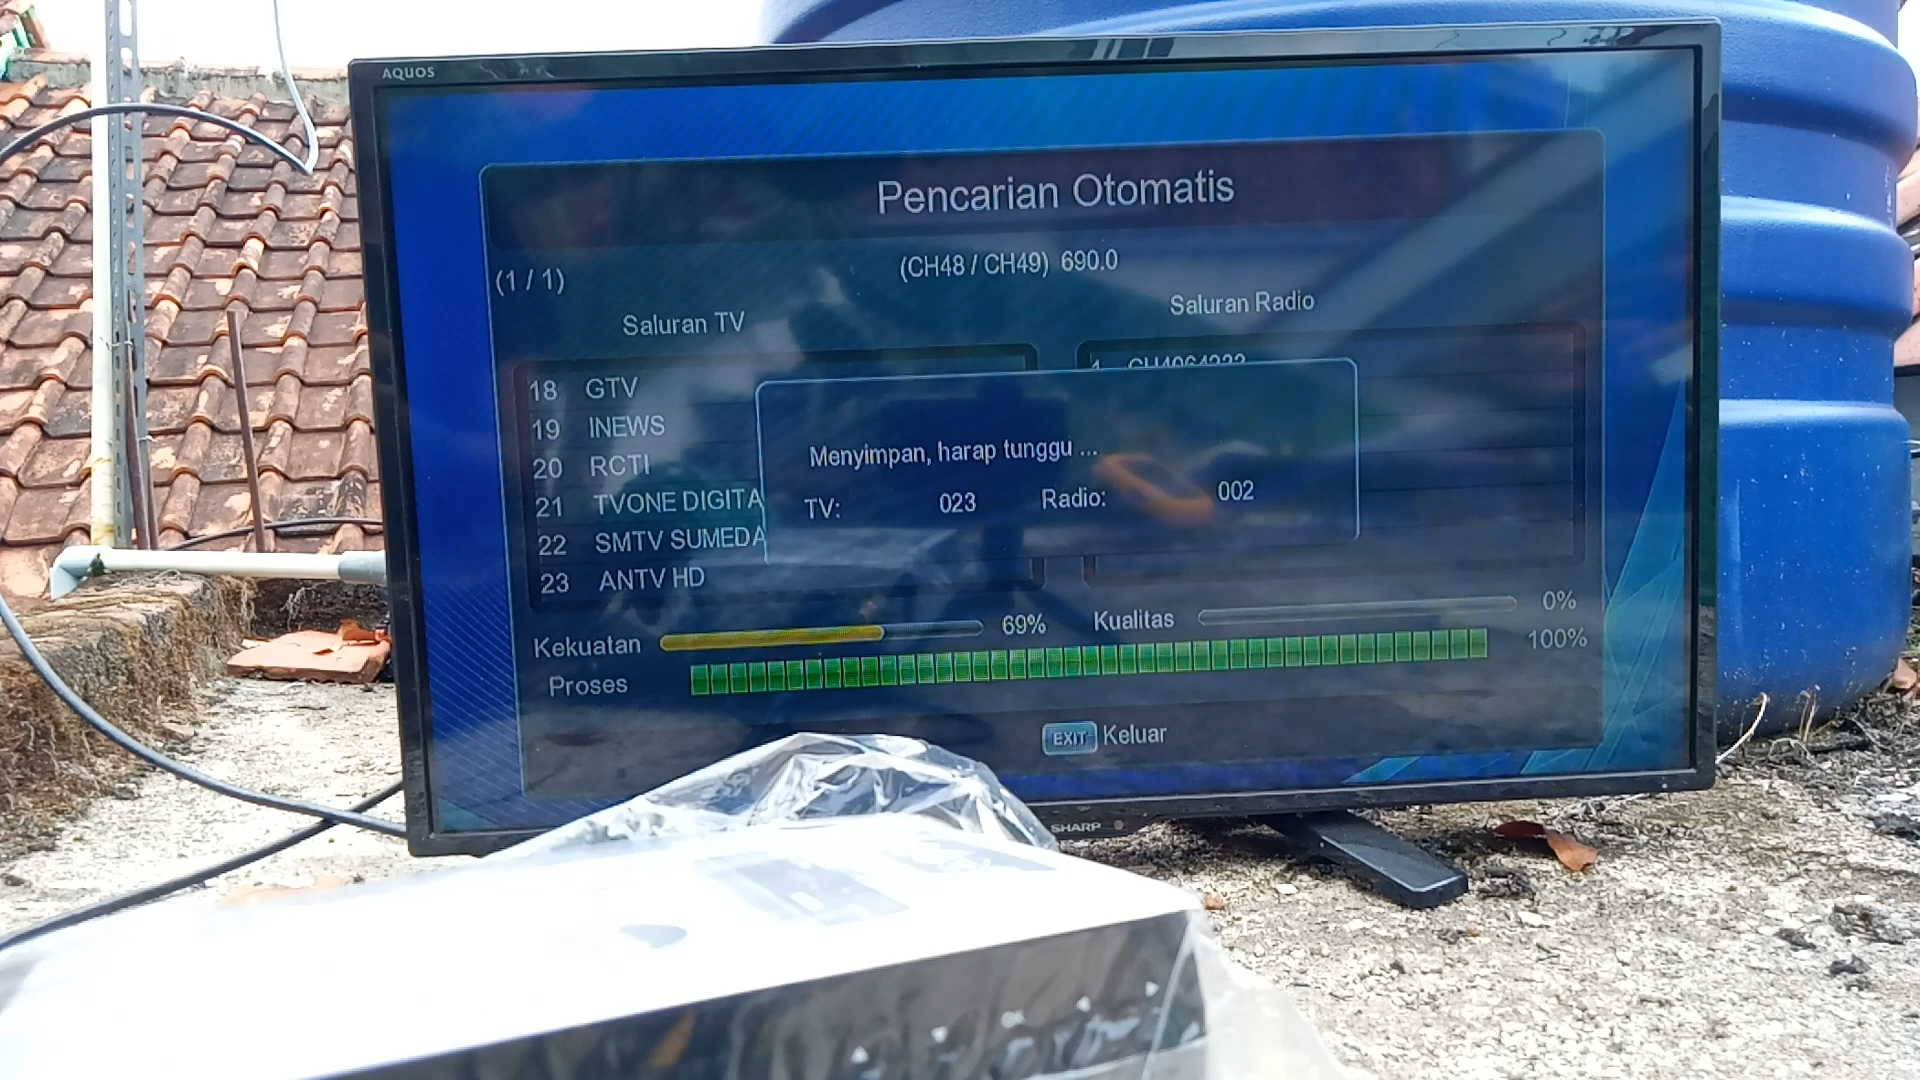 AQUOS
Pencarian Otomatis
(1 / 1)
(CH48 / CH49) 690.0
Saluran TV
Saluran Radio
18 GTV
19 INEWS
20 RCTI
21 TVONE DIGITA
22 SMTV SUMEDA
23 ANTV HD
Menyimpan, harap tunggu ...
TV: 023 Radio: 002
Kekuatan 69% Kualitas 0%
Proses 100%
EXIT Keluar
SHARP